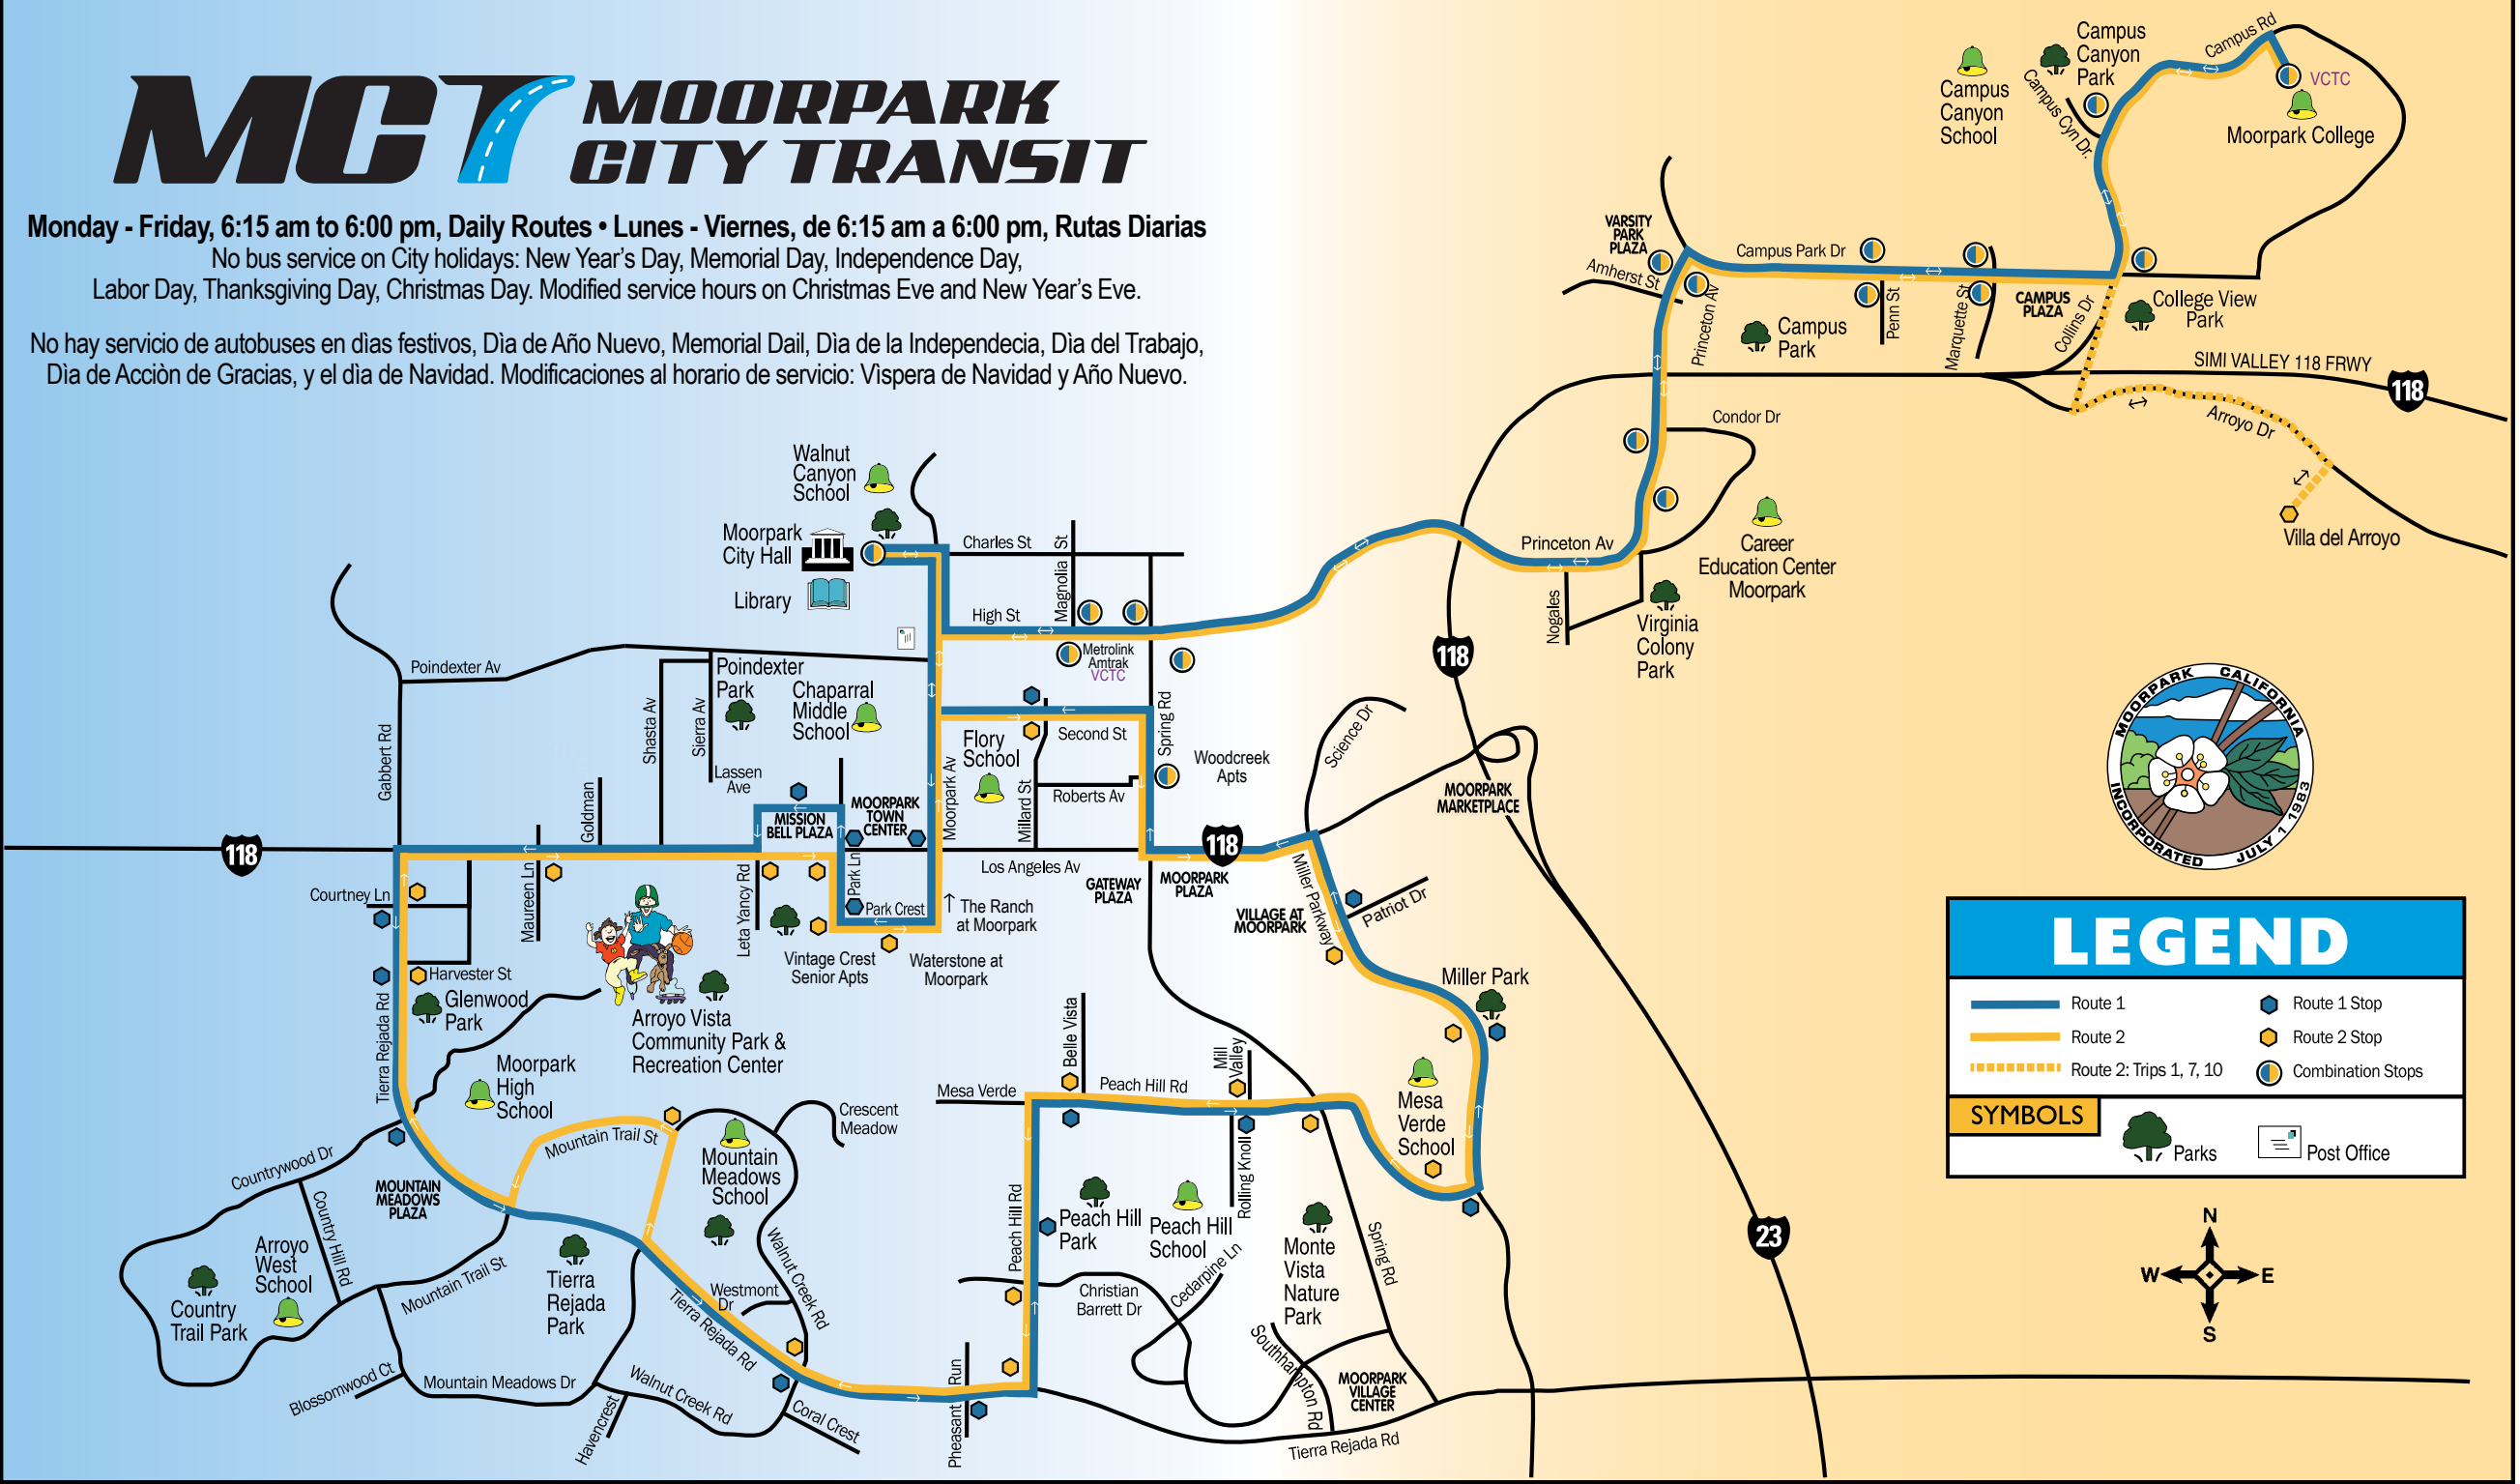 MCT MOORPARK
CITY TRANSIT
Monday - Friday, 6:15 am to 6:00 pm, Daily Routes • Lunes - Viernes, de 6:15 am a 6:00 pm, Rutas Diarias
No bus service on City holidays: New Year's Day, Memorial Day, Independence Day,
Labor Day, Thanksgiving Day, Christmas Day. Modified service hours on Christmas Eve and New Year's Eve.
No hay servicio de autobuses en dìas festivos, Dìa de Año Nuevo, Memorial Dail, Dìa de la Independecia, Dìa del Trabajo,
Dìa de Acciòn de Gracias, y el dìa de Navidad. Modificaciones al horario de servicio: Vìspera de Navidad y Año Nuevo.
Campus Rd
Campus
Canyon
Park
Campus
Canyon
School
Campus Cyn Dr.
VCTC
Moorpark College
VARSITY
PARK
PLAZA
Campus Park Dr
Amherst St
Princeton Av
Campus
Park
Penn St
Marquette St
CAMPUS
PLAZA
Collins Dr
College View
Park
SIMI VALLEY 118 FRWY
118
Arroyo Dr
Villa del Arroyo
Condor Dr
Career
Education Center
Moorpark
Princeton Av
Nogales
Virginia
Colony
Park
118
Walnut
Canyon
School
Moorpark
City Hall
Library
Charles St
Magnolia St
High St
Metrolink
Amtrak
VCTC
Poindexter Av
Poindexter
Park
Chaparral
Middle
School
Gabbert Rd
Shasta Av
Sierra Av
Lassen
Ave
Goldman
Flory
School
Second St
Spring Rd
Millard St
Roberts Av
Woodcreek
Apts
Science Dr
MOORPARK
MARKETPLACE
Moorpark Av
MOORPARK
TOWN
CENTER
MISSION
BELL PLAZA
118
118
Los Angeles Av
GATEWAY
PLAZA
MOORPARK
PLAZA
Miller Parkway
Patriot Dr
VILLAGE AT
MOORPARK
Park Ln
Park Crest
The Ranch
at Moorpark
Courtney Ln
Maureen Ln
Leta Yancy Rd
Vintage Crest
Senior Apts
Waterstone at
Moorpark
Harvester St
Glenwood
Park
Tierra Rejada Rd
Arroyo Vista
Community Park &
Recreation Center
Moorpark
High
School
Miller Park
Belle Vista
Mill
Valley
Mesa Verde
Peach Hill Rd
Mesa
Verde
School
Crescent
Meadow
Mountain Trail St
Mountain
Meadows
School
Countrywood Dr
Country Hill Rd
MOUNTAIN
MEADOWS
PLAZA
Arroyo
West
School
Country
Trail Park
Mountain Trail St
Tierra
Rejada
Park
Walnut Creek Rd
Westmont
Dr
Tierra Rejada Rd
Peach Hill Rd
Peach Hill
Park
Peach Hill
School
Rolling Knoll
Cedarpine Ln
Christian
Barrett Dr
Monte
Vista
Nature
Park
Spring Rd
Southhampton Rd
MOORPARK
VILLAGE
CENTER
Tierra Rejada Rd
Blossomwood Ct
Mountain Meadows Dr
Walnut Creek Rd
Havencrest
Coral Crest
Pheasant Run
23
MOORPARK CALIFORNIA
INCORPORATED JULY 1 1983
LEGEND
Route 1
Route 1 Stop
Route 2
Route 2 Stop
Route 2: Trips 1, 7, 10
Combination Stops
SYMBOLS
Parks
Post Office
N
W E
S